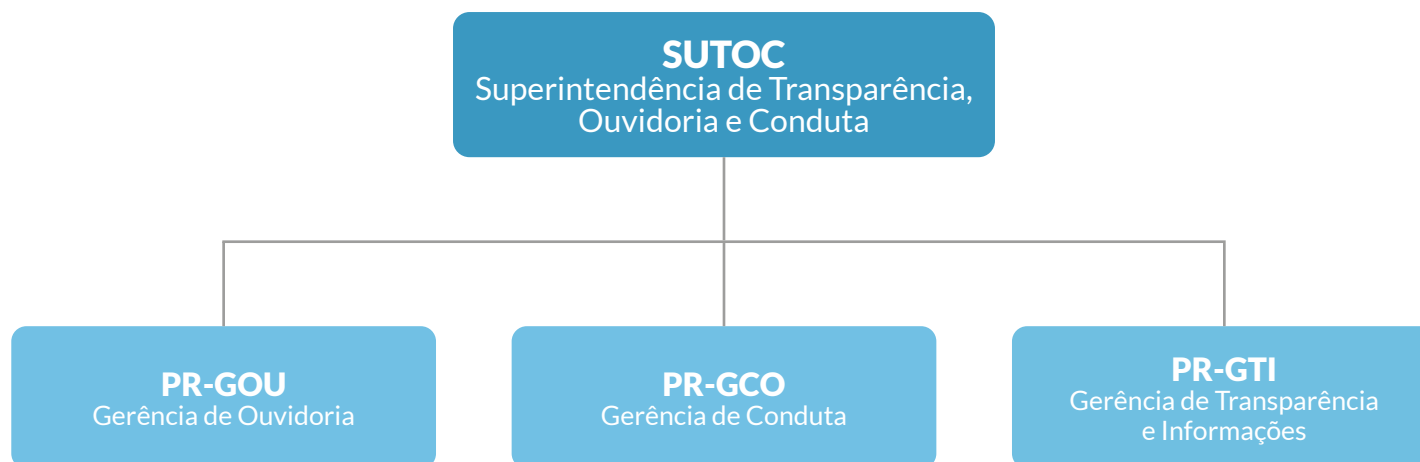 SUTOC
Superintendência de Transparência,
Ouvidoria e Conduta
PR-GOU
Gerência de Ouvidoria
PR-GCO
Gerência de Conduta
PR-GTI
Gerência de Transparência
e Informações